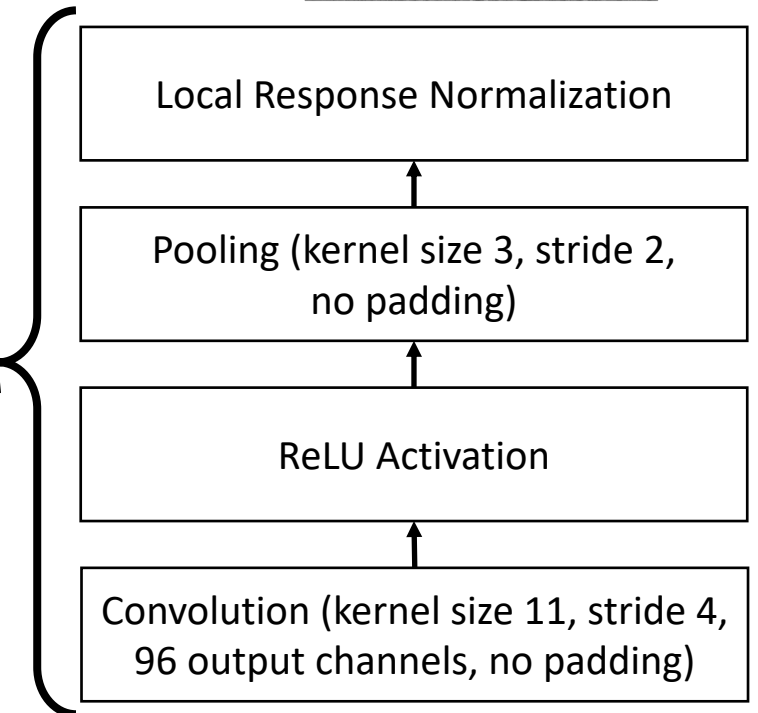 Local Response Normalization
Pooling (kernel size 3, stride 2,
no padding)
ReLU Activation
Convolution (kernel size 11, stride 4,
96 output channels, no padding)